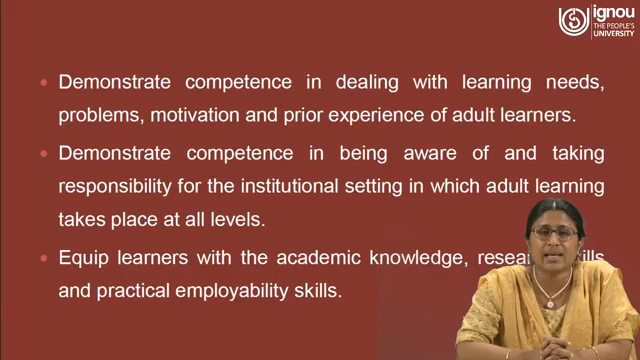 ignou
THE PEOPLE'S
UNIVERSITY
Demonstrate competence in dealing with learning needs,
problems, motivation and prior experience of adult learners.
Demonstrate competence in being aware of and taking
responsibility for the institutional setting in which adult learning
takes place at all levels.
Equip learners with the academic knowledge, research skills
and practical employability skills.